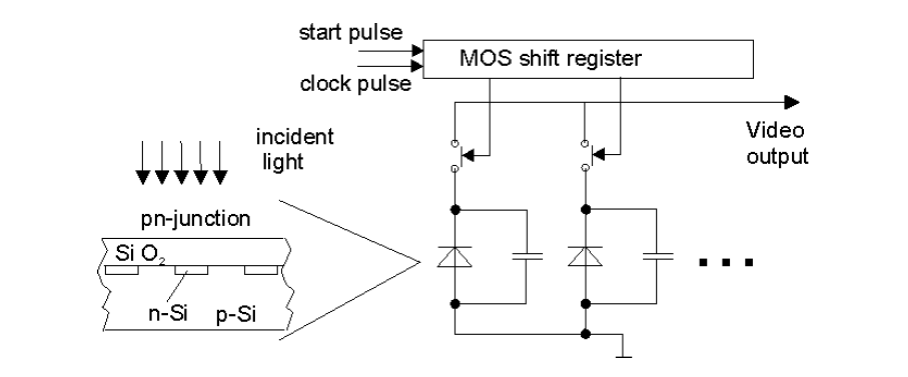 start pulse
MOS shift register
clock pulse
Video
output
incident
light
pn-junction
Si O2
n-Si
p-Si